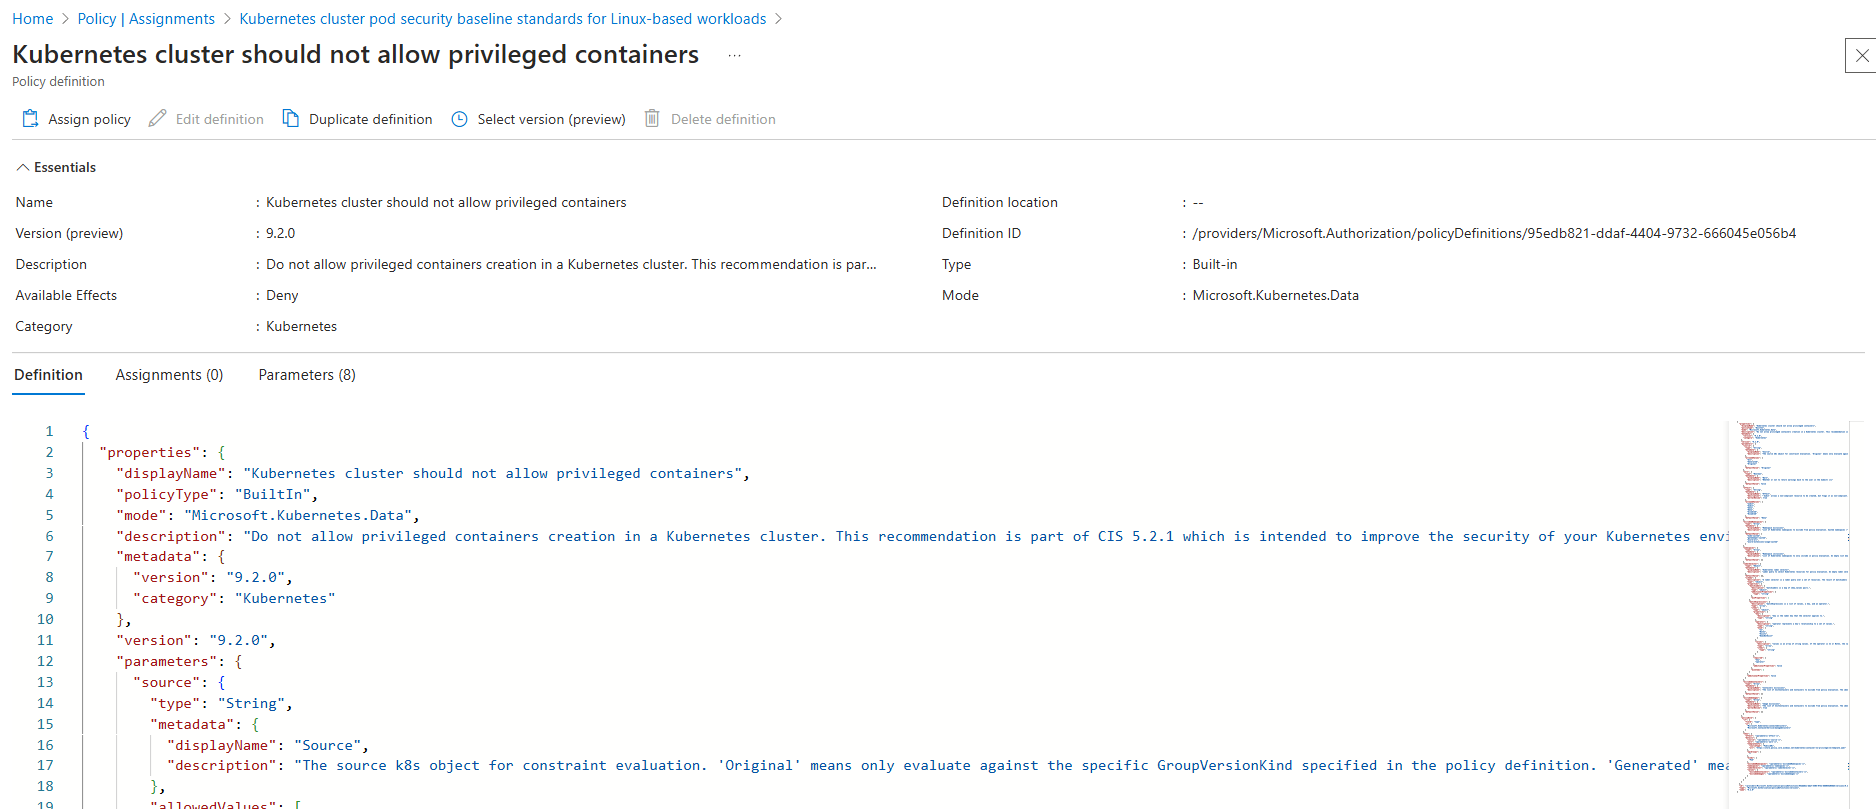 Home > Policy | Assignments > Kubernetes cluster pod security baseline standards for Linux-based workloads >
Kubernetes cluster should not allow privileged containers ...
Policy definition
Assign policy Edit definition Duplicate definition Select version (preview) Delete definition
Essentials
Name : Kubernetes cluster should not allow privileged containers
Version (preview) : 9.2.0
Description : Do not allow privileged containers creation in a Kubernetes cluster. This recommendation is par...
Available Effects : Deny
Category : Kubernetes
Definition location : --
Definition ID : /providers/Microsoft.Authorization/policyDefinitions/95edb821-ddaf-4404-9732-666045e056b4
Type : Built-in
Mode : Microsoft.Kubernetes.Data
Definition Assignments (0) Parameters (8)
1 {
2 "properties": {
3 "displayName": "Kubernetes cluster should not allow privileged containers",
4 "policyType": "BuiltIn",
5 "mode": "Microsoft.Kubernetes.Data",
6 "description": "Do not allow privileged containers creation in a Kubernetes cluster. This recommendation is part of CIS 5.2.1 which is intended to improve the security of your Kubernetes envi
7 "metadata": {
8 "version": "9.2.0",
9 "category": "Kubernetes"
10 },
11 "version": "9.2.0",
12 "parameters": {
13 "source": {
14 "type": "String",
15 "metadata": {
16 "displayName": "Source",
17 "description": "The source k8s object for constraint evaluation. 'Original' means only evaluate against the specific GroupVersionKind specified in the policy definition. 'Generated' mea
18 },
19 "allowedValues": [